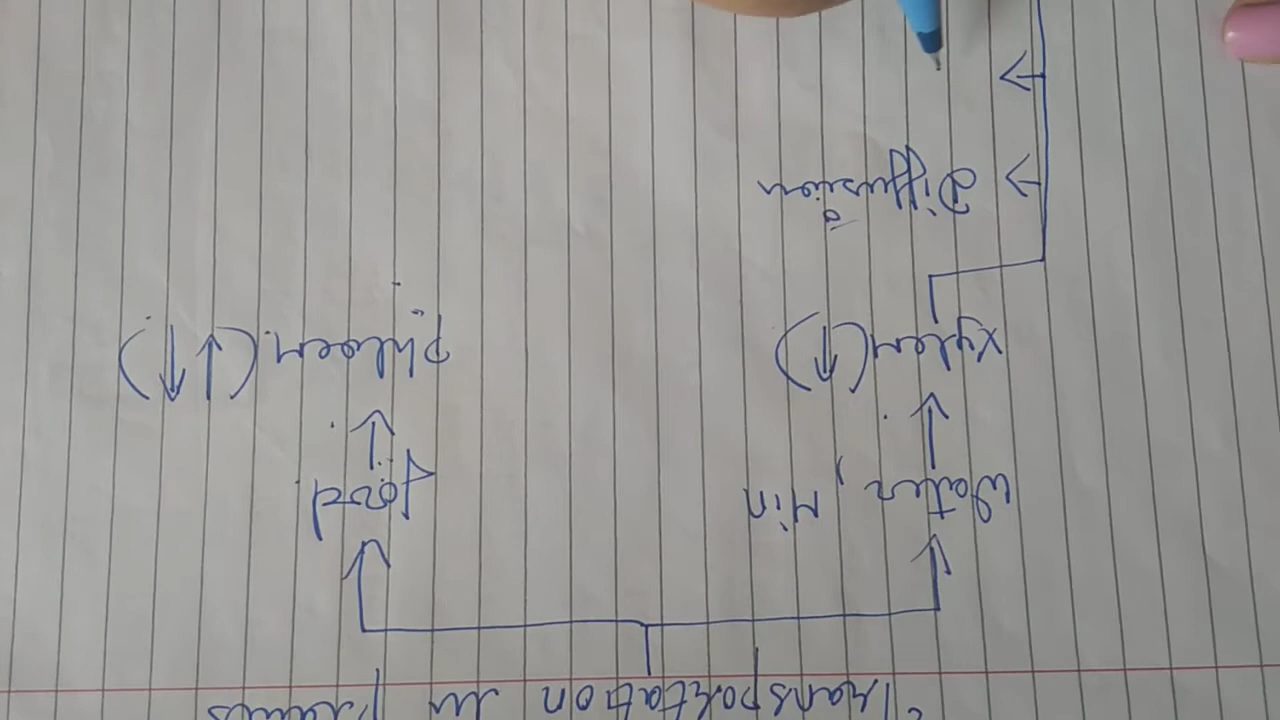 Transportation in plants
Water, Min food
Xylem (↑) Phloem (↓↑)
Diffusion